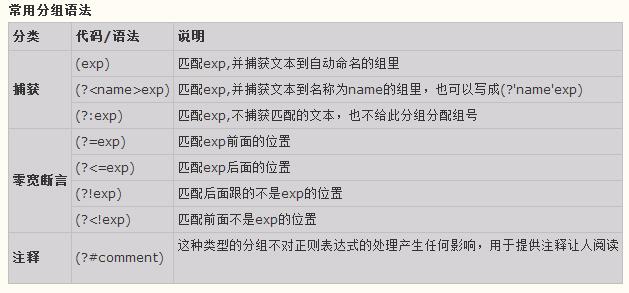 常用分组语法
分类 代码/语法 说明
捕获 (exp) 匹配exp,并捕获文本到自动命名的组里
(?<name>exp) 匹配exp,并捕获文本到名称为name的组里，也可以写成(?'name'exp)
(?:exp) 匹配exp,不捕获匹配的文本，也不给此分组分配组号
零宽断言 (?=exp) 匹配exp前面的位置
(?<=exp) 匹配exp后面的位置
(?!exp) 匹配后面跟的不是exp的位置
(?<!exp) 匹配前面不是exp的位置
注释 (?#comment) 这种类型的分组不对正则表达式的处理产生任何影响，用于提供注释让人阅读